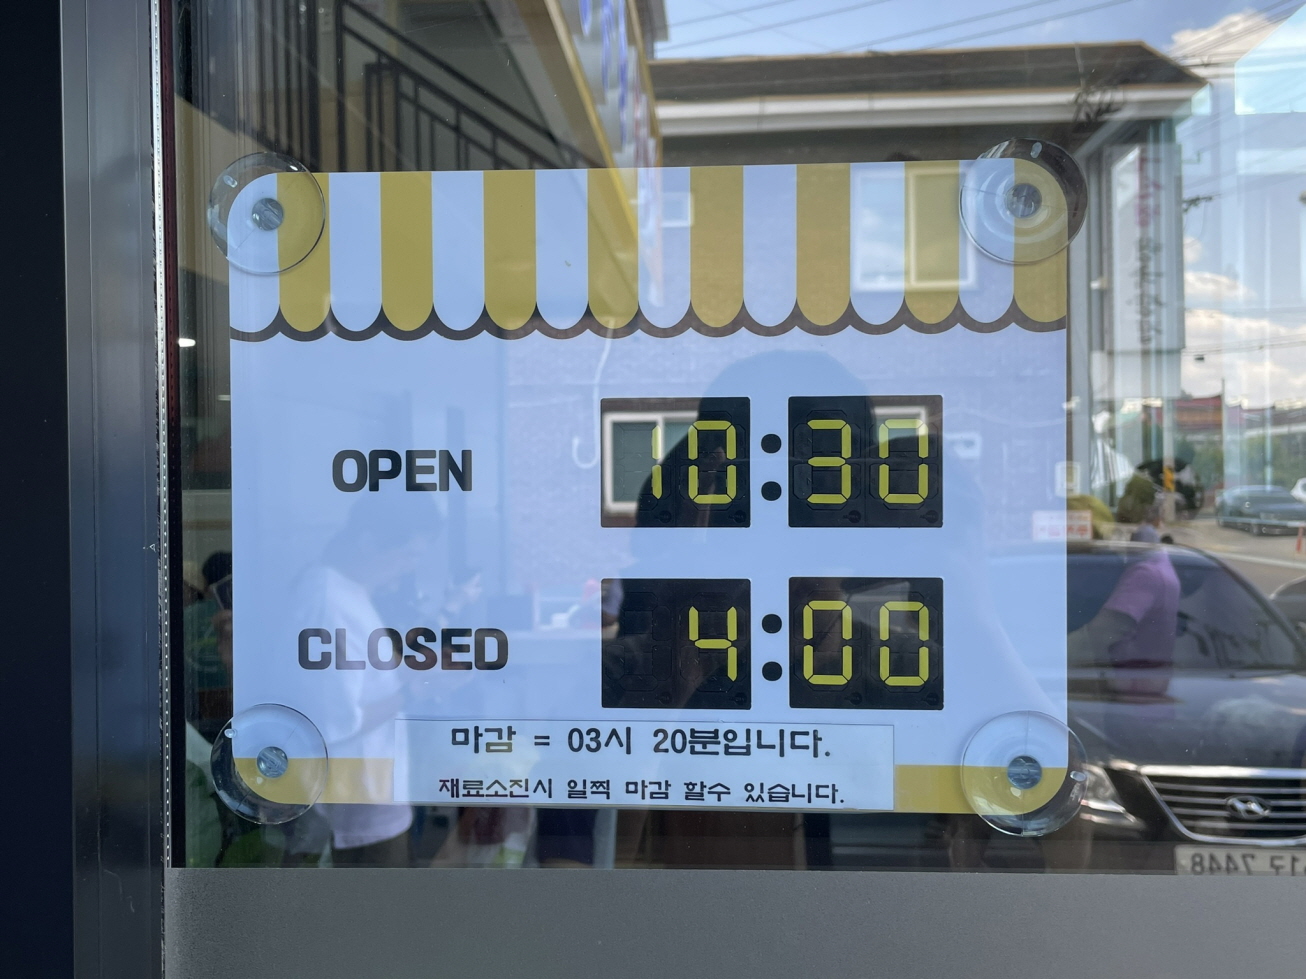 OPEN 10:30
CLOSED 4:00
마감 = 03시 20분입니다.
재료소진시 일찍 마감 할수 있습니다.
7448